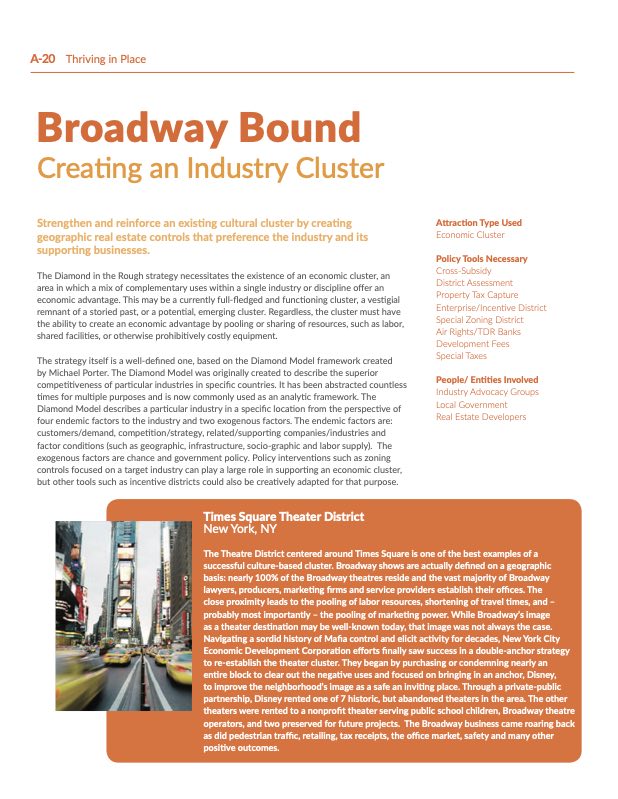 A-20 Thriving in Place
Broadway Bound
Creating an Industry Cluster
Strengthen and reinforce an existing cultural cluster by creating
geographic real estate controls that preference the industry and its
supporting businesses.
The Diamond in the Rough strategy necessitates the existence of an economic cluster, an
area in which a mix of complementary uses within a single industry or discipline offer an
economic advantage. This may be a currently full-fledged and functioning cluster, a vestigial
remnant of a storied past, or a potential, emerging cluster. Regardless, the cluster must have
the ability to create an economic advantage by pooling or sharing of resources, such as labor,
shared facilities, or otherwise prohibitively costly equipment.
The strategy itself is a well-defined one, based on the Diamond Model framework created
by Michael Porter. The Diamond Model was originally created to describe the superior
competitiveness of particular industries in specific countries. It has been abstracted countless
times for multiple purposes and is now commonly used as an analytic framework. The
Diamond Model describes a particular industry in a specific location from the perspective of
four endemic factors to the industry and two exogenous factors. The endemic factors are:
customers/demand, competition/strategy, related/supporting companies/industries and
factor conditions (such as geographic, infrastructure, socio-graphic and labor supply). The
exogenous factors are chance and government policy. Policy interventions such as zoning
controls focused on a target industry can play a large role in supporting an economic cluster,
but other tools such as incentive districts could also be creatively adapted for that purpose.
Attraction Type Used
Economic Cluster
Policy Tools Necessary
Cross-Subsidy
District Assessment
Property Tax Capture
Enterprise/Incentive District
Special Zoning District
Air Rights/TDR Banks
Development Fees
Special Taxes
People/ Entities Involved
Industry Advocacy Groups
Local Government
Real Estate Developers
Times Square Theater District
New York, NY
The Theatre District centered around Times Square is one of the best examples of a
successful culture-based cluster. Broadway shows are actually defined on a geographic
basis: nearly 100% of the Broadway theatres reside and the vast majority of Broadway
lawyers, producers, marketing firms and service providers establish their offices. The
close proximity leads to the pooling of labor resources, shortening of travel times, and –
probably most importantly – the pooling of marketing power. While Broadway's image
as a theater destination may be well-known today, that image was not always the case.
Navigating a sordid history of Mafia control and elicit activity for decades, New York City
Economic Development Corporation efforts finally saw success in a double-anchor strategy
to re-establish the theater cluster. They began by purchasing or condemning nearly an
entire block to clear out the negative uses and focused on bringing in an anchor, Disney,
to improve the neighborhood's image as a safe an inviting place. Through a private-public
partnership, Disney rented one of 7 historic, but abandoned theaters in the area. The other
theaters were rented to a nonprofit theater serving public school children, Broadway theatre
operators, and two preserved for future projects. The Broadway business came roaring back
as did pedestrian traffic, retailing, tax receipts, the office market, safety and many other
positive outcomes.